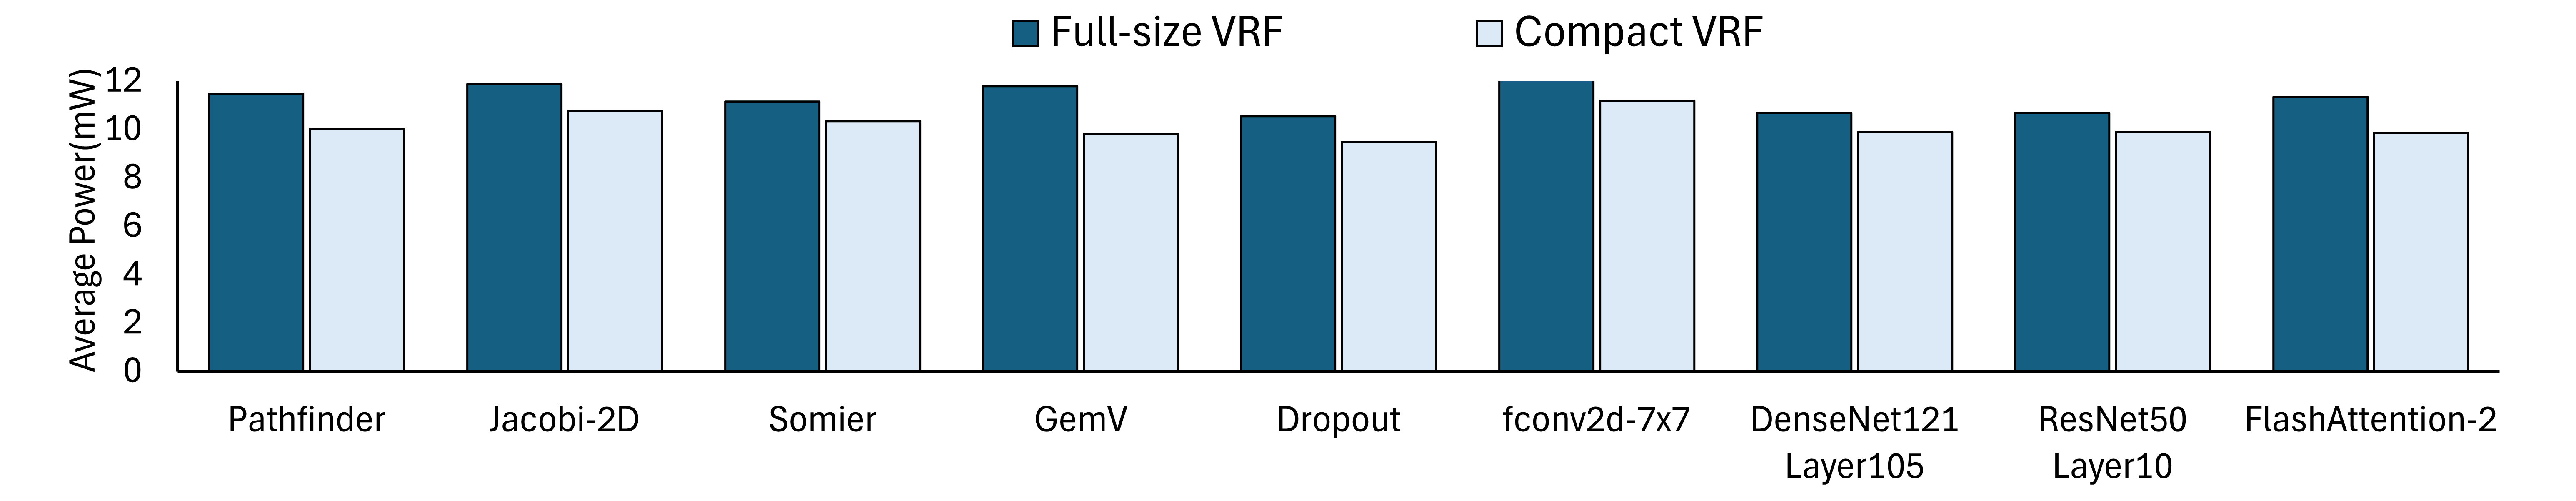 Full-size VRF
Compact VRF
Average Power(mW)
12
10
8
6
4
2
0
Pathfinder
Jacobi-2D
Somier
GemV
Dropout
fconv2d-7x7
DenseNet121
Layer105
ResNet50
Layer10
FlashAttention-2